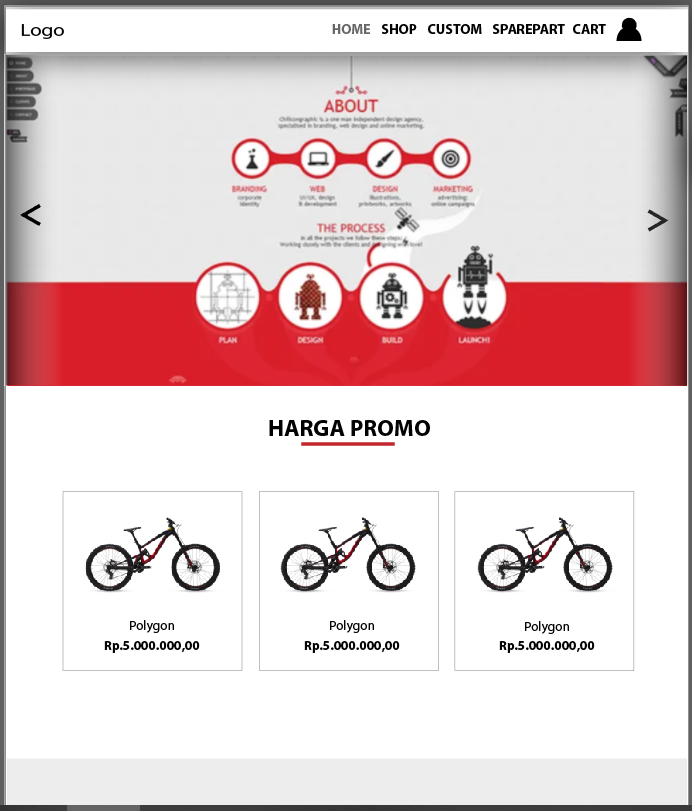 Logo
HOME SHOP CUSTOM SPAREPART CART
ABOUT
Chilicongraphic is a one man independent design agency,
specialised in branding, web design and online marketing.
BRANDING
corporate
identity
WEB
UI/UX, design
& development
DESIGN
illustrations,
printworks, artworks
MARKETING
advertising:
online campaigns
THE PROCESS
in all the projects we follow these steps:
Working closely with the clients and designing
PLAN
DESIGN
BUILD
LAUNCH!
HARGA PROMO
Polygon
Rp.5.000.000,00
Polygon
Rp.5.000.000,00
Polygon
Rp.5.000.000,00